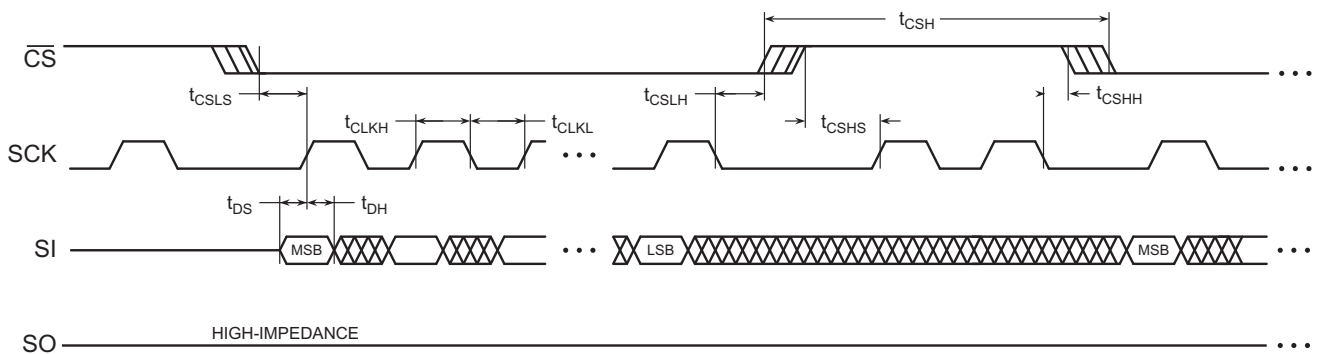 tCSH
CS
tCSLS
tCSLH
tCSHH
tCLKH
tCLKL
tCSHS
SCK
tDS
tDH
SI
MSB
LSB
MSB
HIGH-IMPEDANCE
SO